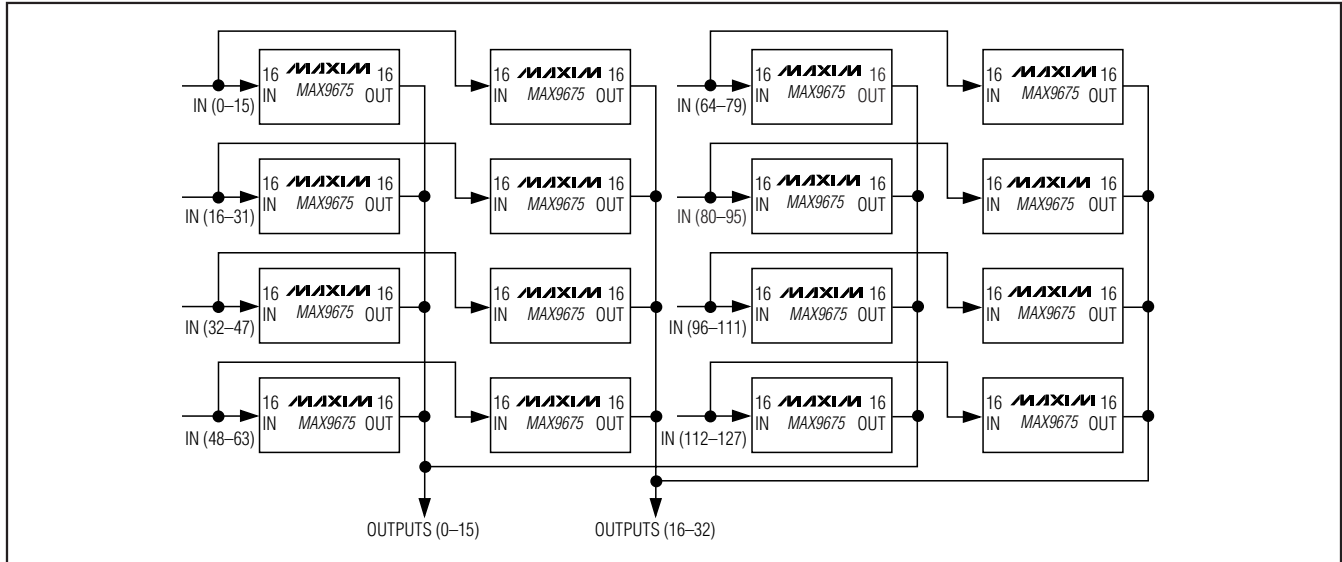 16 MAXIM 16
IN MAX9675 OUT
IN (0–15)
16 MAXIM 16
IN MAX9675 OUT
16 MAXIM 16
IN MAX9675 OUT
IN (64–79)
16 MAXIM 16
IN MAX9675 OUT
16 MAXIM 16
IN MAX9675 OUT
IN (16–31)
16 MAXIM 16
IN MAX9675 OUT
16 MAXIM 16
IN MAX9675 OUT
IN (80–95)
16 MAXIM 16
IN MAX9675 OUT
16 MAXIM 16
IN MAX9675 OUT
IN (32–47)
16 MAXIM 16
IN MAX9675 OUT
16 MAXIM 16
IN MAX9675 OUT
IN (96–111)
16 MAXIM 16
IN MAX9675 OUT
16 MAXIM 16
IN MAX9675 OUT
IN (48–63)
16 MAXIM 16
IN MAX9675 OUT
16 MAXIM 16
IN MAX9675 OUT
IN (112–127)
16 MAXIM 16
IN MAX9675 OUT
OUTPUTS (0–15)
OUTPUTS (16–32)